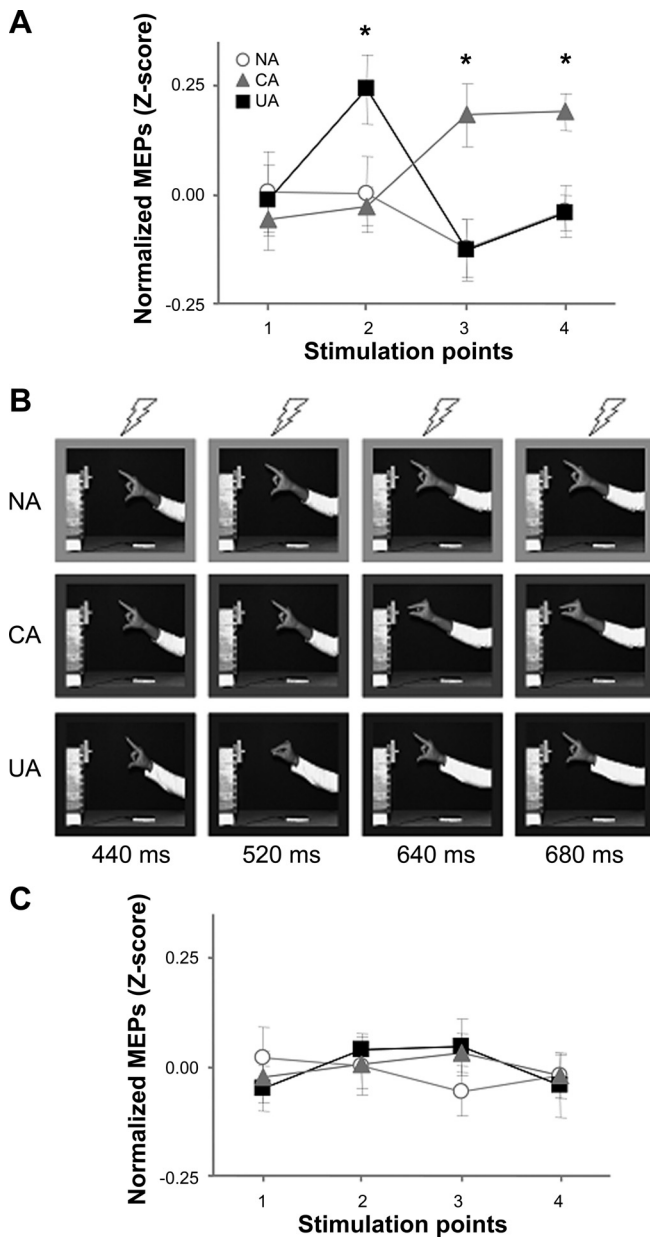 A
* * *
NA
CA
UA
0.25
0.00
-0.25
Normalized MEPs (Z-score)
1 2 3 4
Stimulation points
B
NA
CA
UA
440 ms 520 ms 640 ms 680 ms
C
0.25
0.00
-0.25
Normalized MEPs (Z-score)
1 2 3 4
Stimulation points